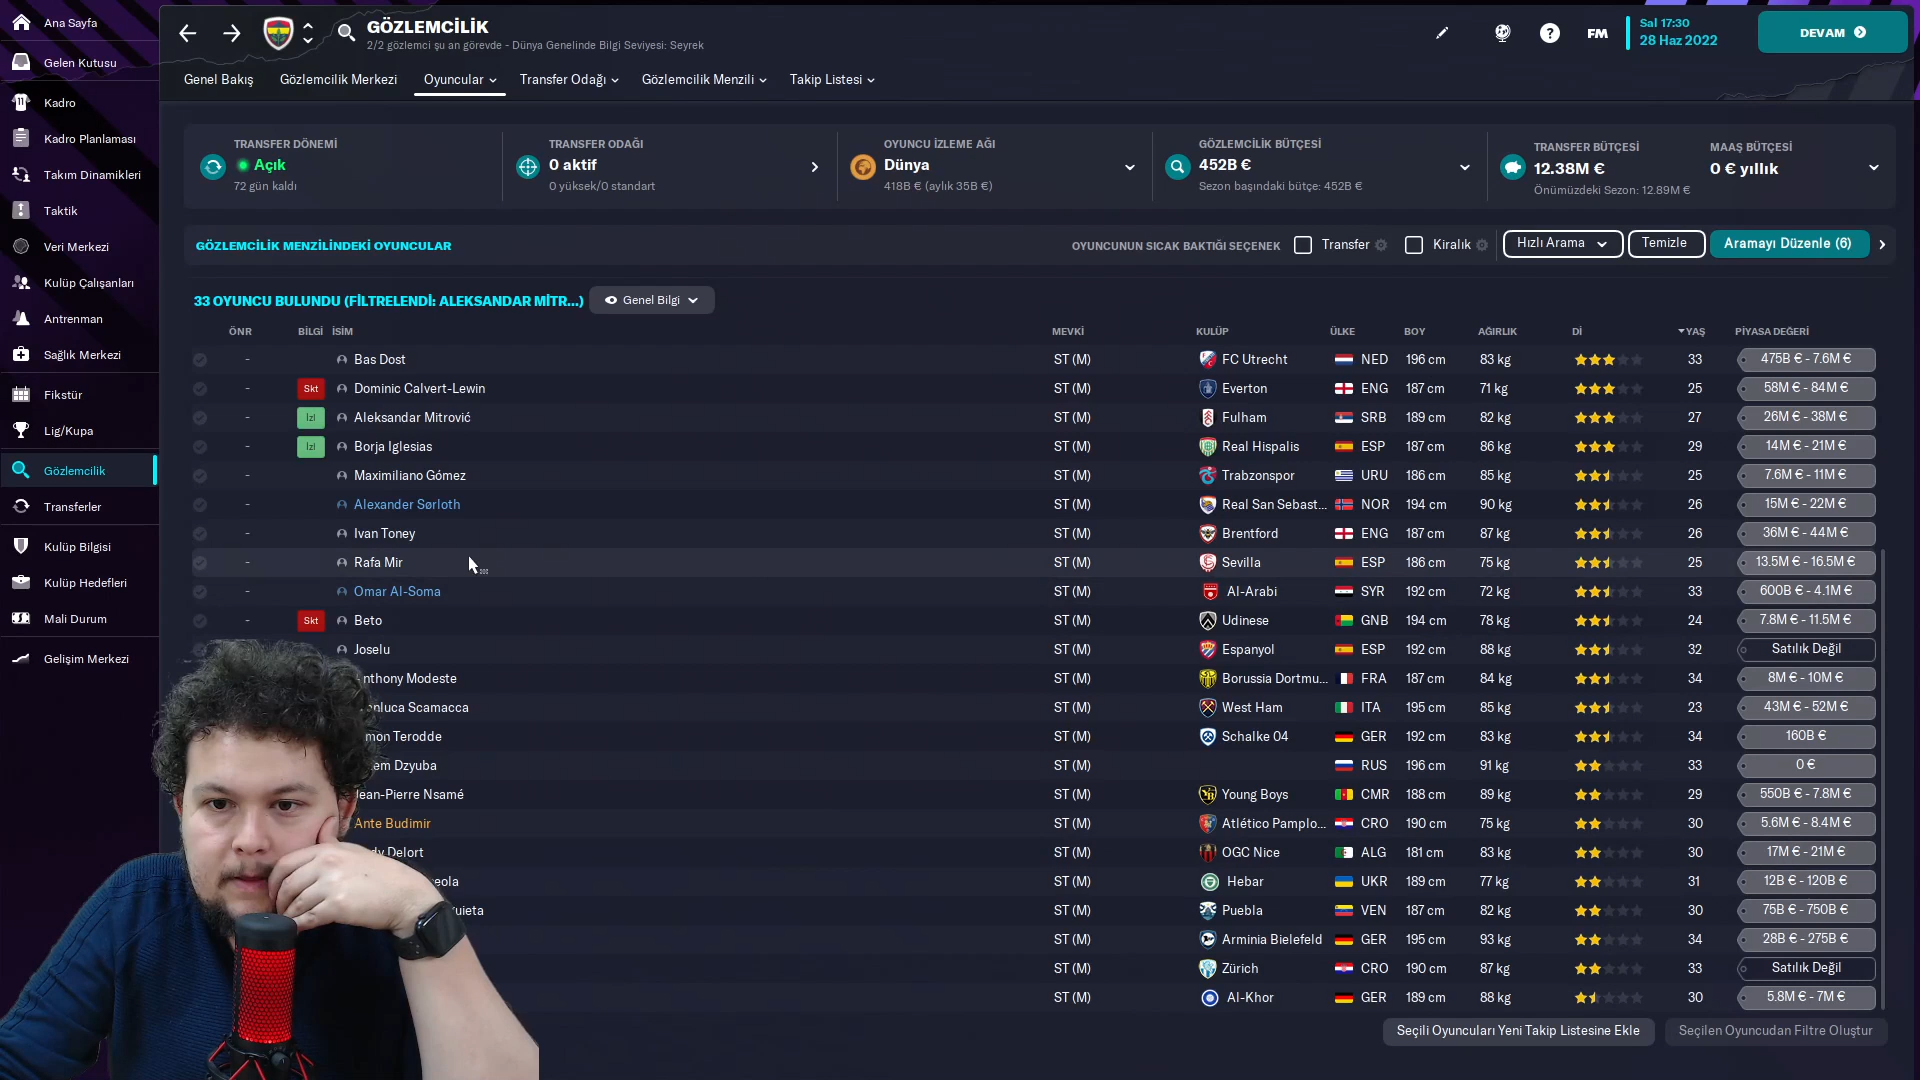 Ana Sayfa
Gelen Kutusu
Kadro
Kadro Planlaması
Takım Dinamikleri
Taktik
Veri Merkezi
Kulüp Çalışanları
Antrenman
Sağlık Merkezi
Fikstür
Lig/Kupa
Gözlemcilik
Transferler
Kulüp Bilgisi
Kulüp Hedefleri
Mali Durum
Gelişim Merkezi
GÖZLEMCİLİK
2/2 gözlemci şu an görevde - Dünya Genelinde Bilgi Seviyesi: Seyrek
FM
Sal 17:30
28 Haz 2022
DEVAM
Genel Bakış Gözlemcilik Merkezi Oyuncular Transfer Odağı Gözlemcilik Menzili Takip Listesi
TRANSFER DÖNEMİ
Açık
72 gün kaldı
TRANSFER ODAĞI
0 aktif
0 yüksek/0 standart
OYUNCU İZLEME AĞI
Dünya
418B € (aylık 35B €)
GÖZLEMCİLİK BÜTÇESİ
452B €
Sezon başındaki bütçe: 452B €
TRANSFER BÜTÇESİ
12.38M €
Önümüzdeki Sezon: 12.89M €
MAAŞ BÜTÇESİ
0 € yıllık
GÖZLEMCİLİK MENZİLİNDEKİ OYUNCULAR
OYUNCUNUN SICAK BAKTIĞI SEÇENEK Transfer Kiralık Hızlı Arama Temizle Aramayı Düzenle (6)
33 OYUNCU BULUNDU (FİLTRELENDİ: ALEKSANDAR MİTR...) Genel Bilgi
ÖNR BİLGİ İSİM MEVKİ KULÜP ÜLKE BOY AĞIRLIK Dİ YAŞ PİYASA DEĞERİ
- Bas Dost ST (M) FC Utrecht NED 196 cm 83 kg 33 475B € - 7.6M €
- Skt Dominic Calvert-Lewin ST (M) Everton ENG 187 cm 71 kg 25 58M € - 84M €
- İzl Aleksandar Mitrović ST (M) Fulham SRB 189 cm 82 kg 27 26M € - 38M €
- İzl Borja Iglesias ST (M) Real Hispalis ESP 187 cm 86 kg 29 14M € - 21M €
- Maximiliano Gómez ST (M) Trabzonspor URU 186 cm 85 kg 25 7.6M € - 11M €
- Alexander Sørloth ST (M) Real San Sebast... NOR 194 cm 90 kg 26 15M € - 22M €
- Ivan Toney ST (M) Brentford ENG 187 cm 87 kg 26 36M € - 44M €
- Rafa Mir ST (M) Sevilla ESP 186 cm 75 kg 25 13.5M € - 16.5M €
- Omar Al-Soma ST (M) Al-Arabi SYR 192 cm 72 kg 33 600B € - 4.1M €
- Skt Beto ST (M) Udinese GNB 194 cm 78 kg 24 7.8M € - 11.5M €
Joselu ST (M) Espanyol ESP 192 cm 88 kg 32 Satılık Değil
nthony Modeste ST (M) Borussia Dortmu... FRA 187 cm 84 kg 34 8M € - 10M €
anluca Scamacca ST (M) West Ham ITA 195 cm 85 kg 23 43M € - 52M €
mon Terodde ST (M) Schalke 04 GER 192 cm 83 kg 34 160B €
em Dzyuba ST (M) RUS 196 cm 91 kg 33 0 €
Jean-Pierre Nsamé ST (M) Young Boys CMR 188 cm 89 kg 29 550B € - 7.8M €
Ante Budimir ST (M) Atlético Pamplo... CRO 190 cm 75 kg 30 5.6M € - 8.4M €
dy Delort ST (M) OGC Nice ALG 181 cm 83 kg 30 17M € - 21M €
eola ST (M) Hebar UKR 189 cm 77 kg 31 12B € - 120B €
uieta ST (M) Puebla VEN 187 cm 82 kg 30 75B € - 750B €
ST (M) Arminia Bielefeld GER 195 cm 93 kg 34 28B € - 275B €
ST (M) Zürich CRO 190 cm 87 kg 33 Satılık Değil
ST (M) Al-Khor GER 189 cm 88 kg 30 5.8M € - 7M €
Seçili Oyuncuları Yeni Takip Listesine Ekle Seçilen Oyuncudan Filtre Oluştur